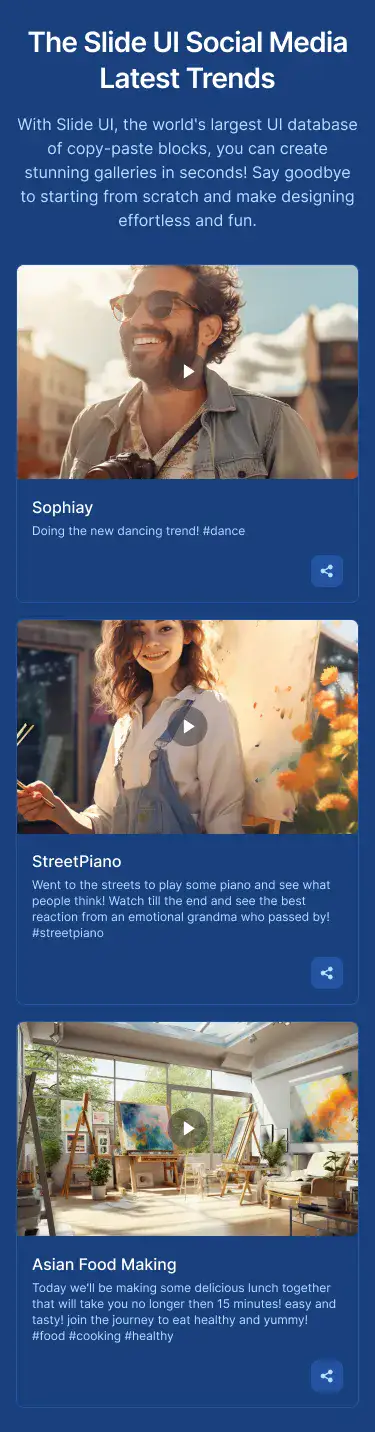 The Slide UI Social Media
Latest Trends
With Slide UI, the world's largest UI database
of copy-paste blocks, you can create
stunning galleries in seconds! Say goodbye
to starting from scratch and make designing
effortless and fun.
Sophiay
Doing the new dancing trend! #dance
StreetPiano
Went to the streets to play some piano and see what
people think! Watch till the end and see the best
reaction from an emotional grandma who passed by!
#streetpiano
Asian Food Making
Today we'll be making some delicious lunch together
that will take you no longer then 15 minutes! easy and
tasty! join the journey to eat healthy and yummy!
#food #cooking #healthy